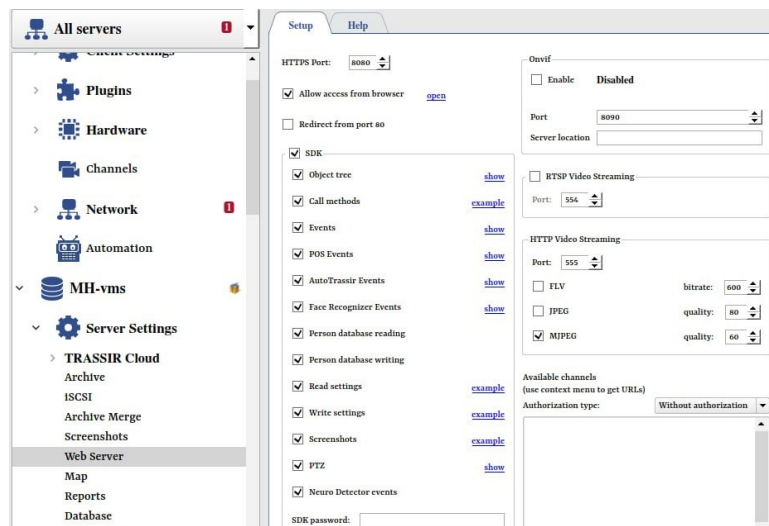 All servers
1
Client Settings
Plugins
Hardware
Channels
Network
1
Automation
MH-vms
Server Settings
TRASSIR Cloud
Archive
iSCSI
Archive Merge
Screenshots
Web Server
Map
Reports
Database
Setup
Help
HTTPS Port: 8080
Allow access from browser open
Redirect from port 80
SDK
Object tree show
Call methods example
Events show
POS Events show
AutoTrassir Events show
Face Recognizer Events show
Person database reading
Person database writing
Read settings example
Write settings example
Screenshots example
PTZ show
Neuro Detector events
SDK password:
Onvif
Enable Disabled
Port 8090
Server location
RTSP Video Streaming
Port: 554
HTTP Video Streaming
Port: 555
FLV bitrate: 600
JPEG quality: 80
MJPEG quality: 60
Available channels
(use context menu to get URLs)
Authorization type: Without authorization